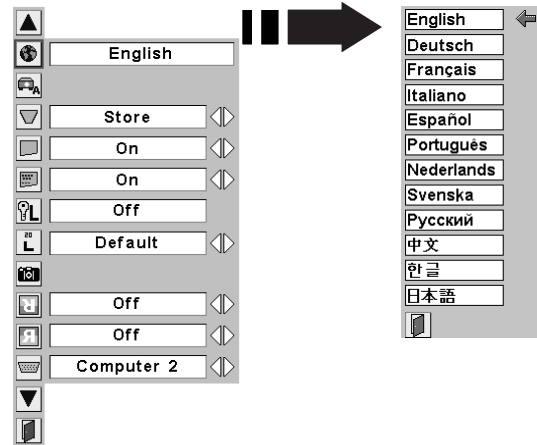 English
A
Store
On
On
L
Off
20
L
Default
Off
R
Off
R
Computer 2
English
Deutsch
Français
Italiano
Español
Português
Nederlands
Svenska
Русский
中文
한글
日本語